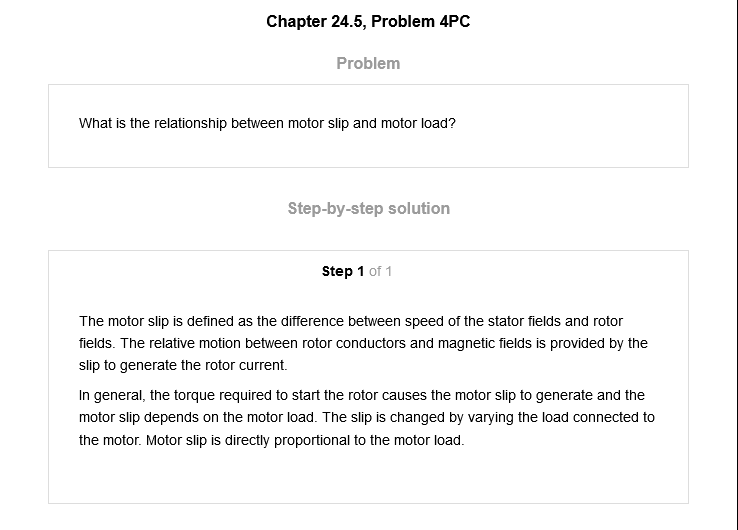 Chapter 24.5, Problem 4PC
Problem
What is the relationship between motor slip and motor load?
Step-by-step solution
Step 1 of 1
The motor slip is defined as the difference between speed of the stator fields and rotor
fields. The relative motion between rotor conductors and magnetic fields is provided by the
slip to generate the rotor current.
In general, the torque required to start the rotor causes the motor slip to generate and the
motor slip depends on the motor load. The slip is changed by varying the load connected to
the motor. Motor slip is directly proportional to the motor load.